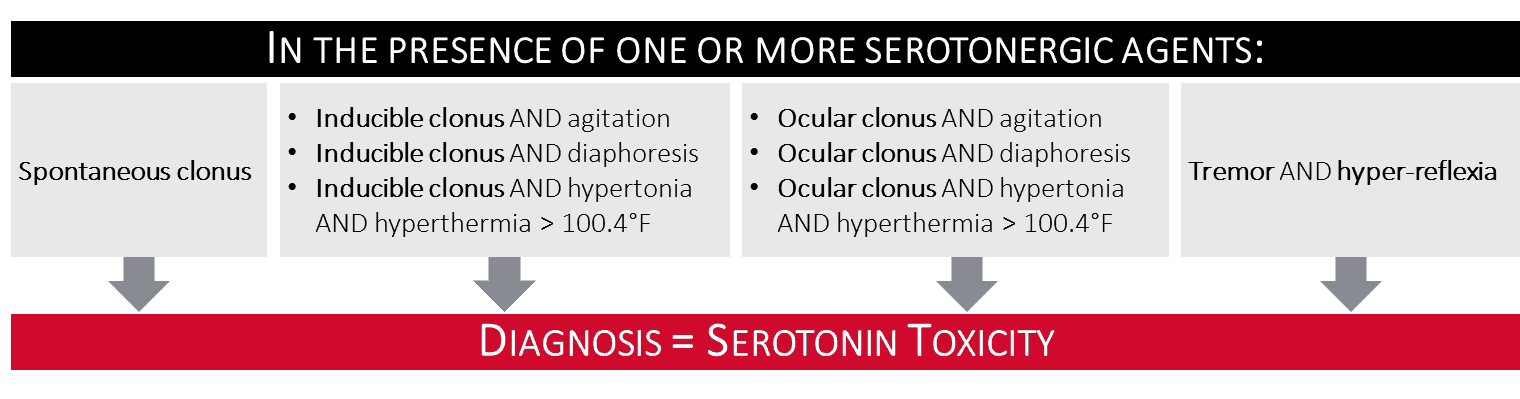 IN THE PRESENCE OF ONE OR MORE SEROTONERGIC AGENTS:
Spontaneous clonus
• Inducible clonus AND agitation
• Inducible clonus AND diaphoresis
• Inducible clonus AND hypertonia
AND hyperthermia > 100.4°F
• Ocular clonus AND agitation
• Ocular clonus AND diaphoresis
• Ocular clonus AND hypertonia
AND hyperthermia > 100.4°F
Tremor AND hyper-reflexia
DIAGNOSIS = SEROTONIN TOXICITY